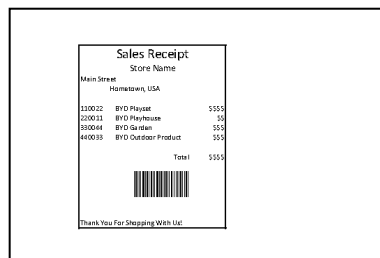 Sales Receipt
Store Name
Main Street
Hometown, USA
110022 BYD Playset $$$$
220011 BYD Playhouse $$
330044 BYD Garden $$$
440033 BYD Outdoor Product $$$
Total $$$$
Thank You For Shopping With Us!